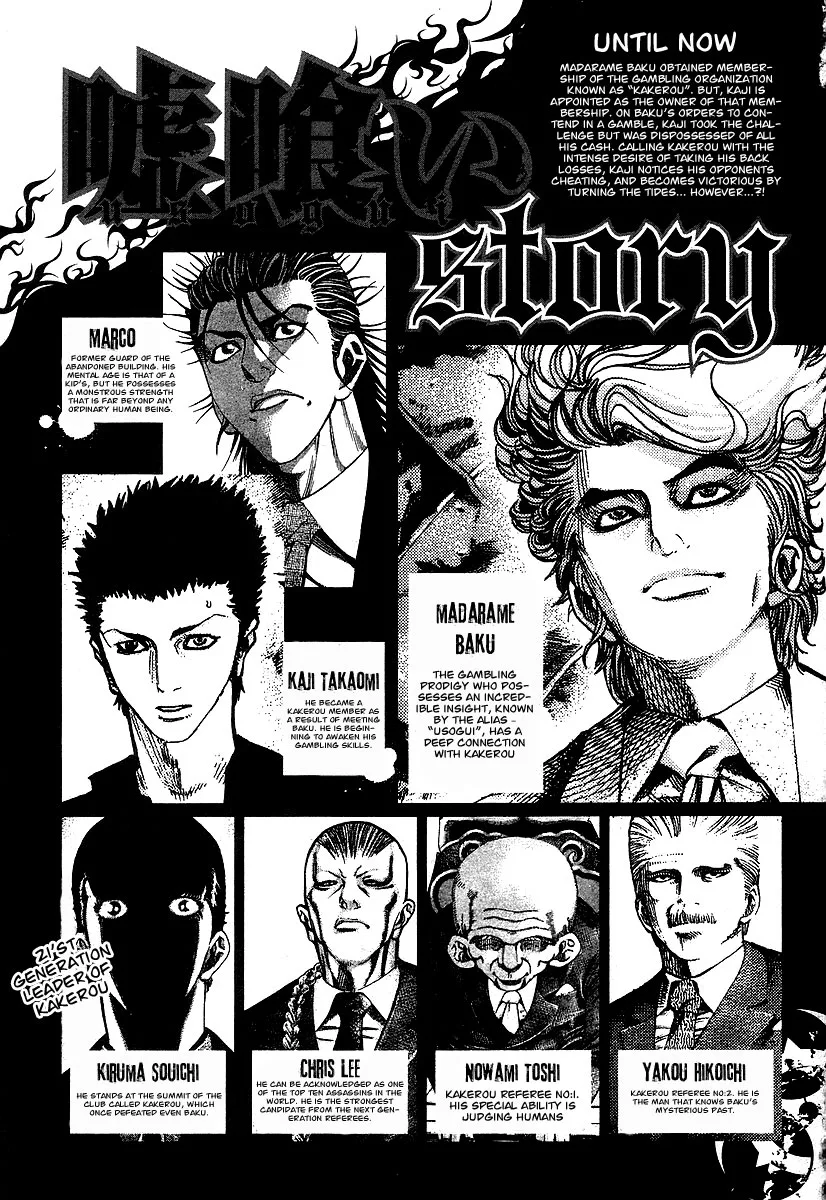 嘘喰い
usogui
story
UNTIL NOW
MADARAME BAKU OBTAINED MEMBER-
SHIP OF THE GAMBLING ORGANIZATION
KNOWN AS "KAKEROU". BUT, KAJI IS
APPOINTED AS THE OWNER OF THAT MEM-
BERSHIP. ON BAKU'S ORDERS TO CON-
TEND IN A GAMBLE, KAJI TOOK THE CHAL-
LENGE BUT WAS DISPOSSESSED OF ALL
HIS CASH. CALLING KAKEROU WITH THE
INTENSE DESIRE OF TAKING HIS BACK
LOSSES, KAJI NOTICES HIS OPPONENTS
CHEATING, AND BECOMES VICTORIOUS BY
TURNING THE TIDES... HOWEVER...?!
MARCO
FORMER GUARD OF THE
ABANDONED BUILDING. HIS
MENTAL AGE IS THAT OF A
KID'S, BUT HE POSSESSES
A MONSTROUS STRENGTH
THAT IS FAR BEYOND ANY
ORDINARY HUMAN BEING.
MADARAME
BAKU
THE GAMBLING
PRODIGY WHO POS-
SESSES AN INCRED-
IBLE INSIGHT, KNOWN
BY THE ALIAS -
"USOGUI", HAS A
DEEP CONNECTION
WITH KAKEROU
KAJI TAKAOMI
HE BECAME A
KAKEROU MEMBER AS
A RESULT OF MEETING
BAKU. HE IS BEGIN-
NING TO AWAKEN HIS
GAMBLING SKILLS.
21'ST
GENERATION
LEADER OF
KAKEROU
KIRUMA SOUICHI
HE STANDS AT THE SUMMIT OF THE
CLUB CALLED KAKEROU, WHICH
ONCE DEFEATED EVEN BAKU.
CHRIS LEE
HE CAN BE ACKNOWLEDGED AS ONE
OF THE TOP TEN ASSASSINS IN THE
WORLD. HE IS THE STRONGEST
CANDIDATE FROM THE NEXT GEN-
ERATION REFEREES.
NOWAMI TOSHI
KAKEROU REFEREE NO:1.
HIS SPECIAL ABILITY IS
JUDGING HUMANS
YAKOU HIKOICHI
KAKEROU REFEREE NO:2. HE IS
THE MAN THAT KNOWS BAKU'S
MYSTERIOUS PAST.